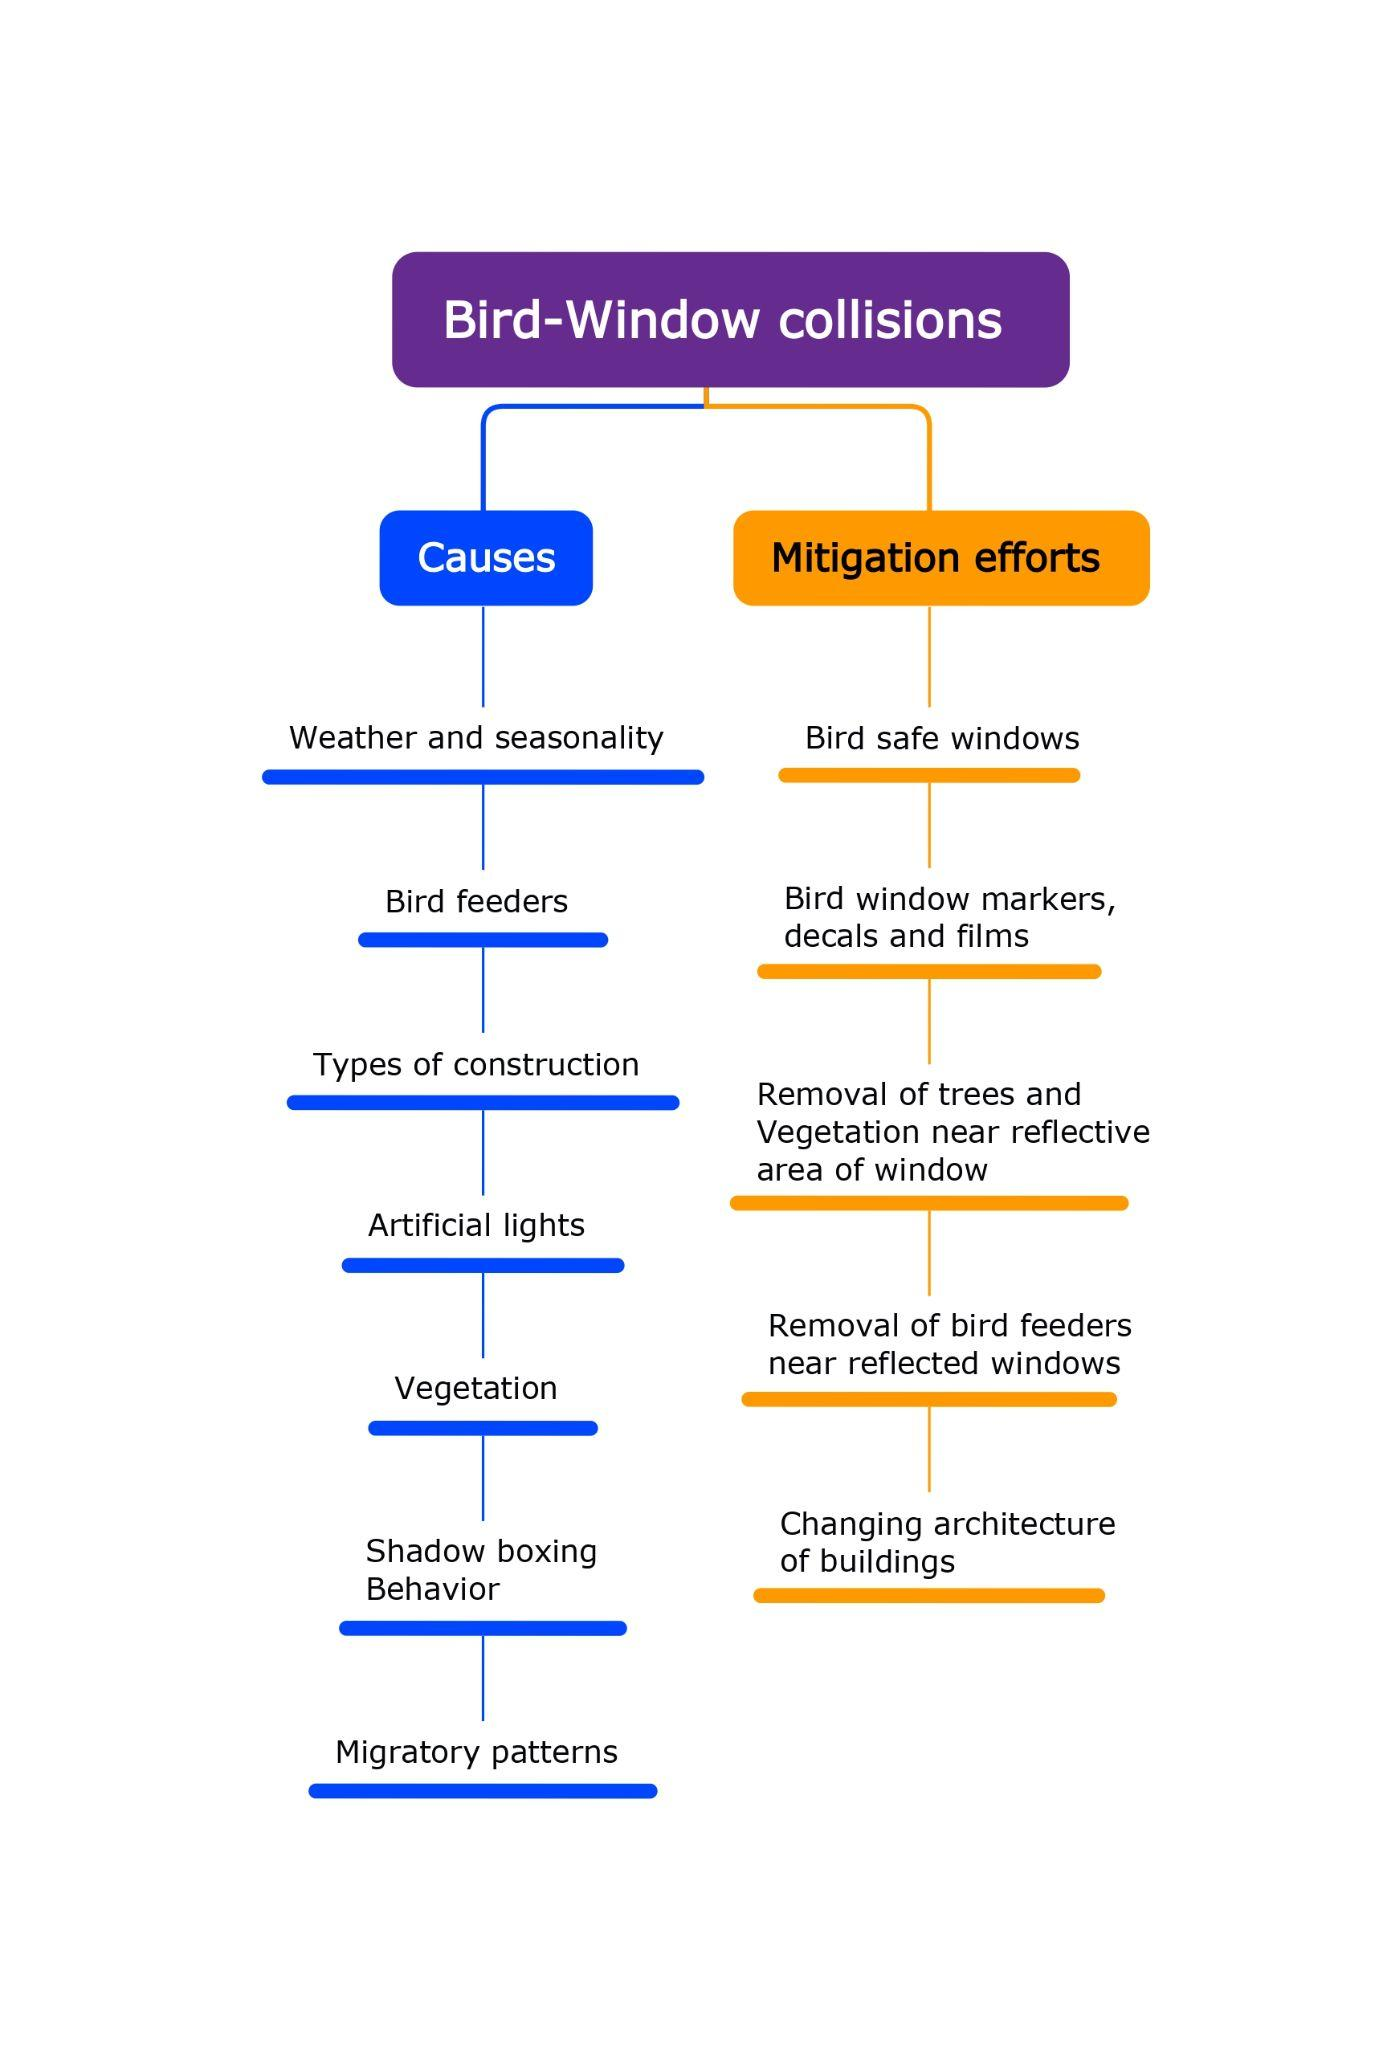 Bird-Window collisions
Causes
Weather and seasonality
Bird feeders
Types of construction
Artificial lights
Vegetation
Shadow boxing
Behavior
Migratory patterns
Mitigation efforts
Bird safe windows
Bird window markers,
decals and films
Removal of trees and
Vegetation near reflective
area of window
Removal of bird feeders
near reflected windows
Changing architecture
of buildings